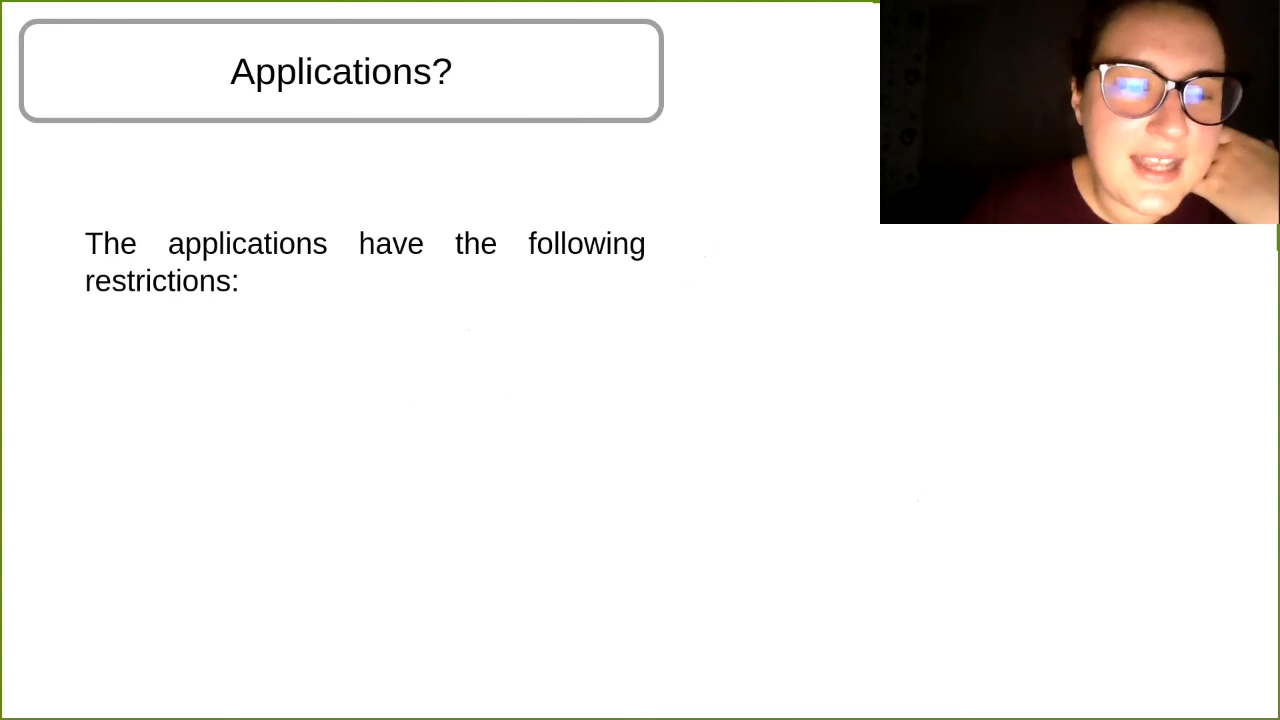 Applications?
The applications have the following
restrictions: